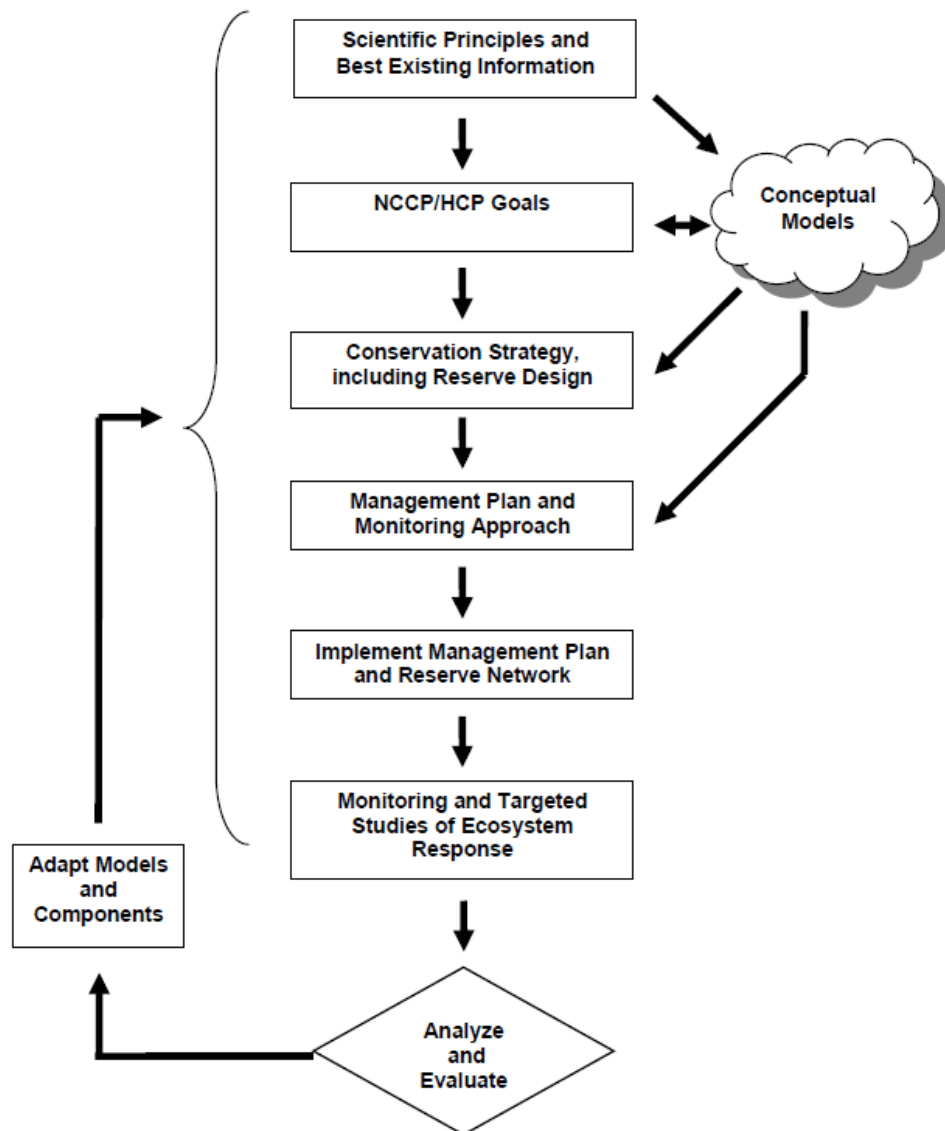 Scientific Principles and
Best Existing Information
NCCP/HCP Goals
Conceptual
Models
Conservation Strategy,
including Reserve Design
Management Plan and
Monitoring Approach
Implement Management Plan
and Reserve Network
Monitoring and Targeted
Studies of Ecosystem
Response
Adapt Models
and
Components
Analyze
and
Evaluate